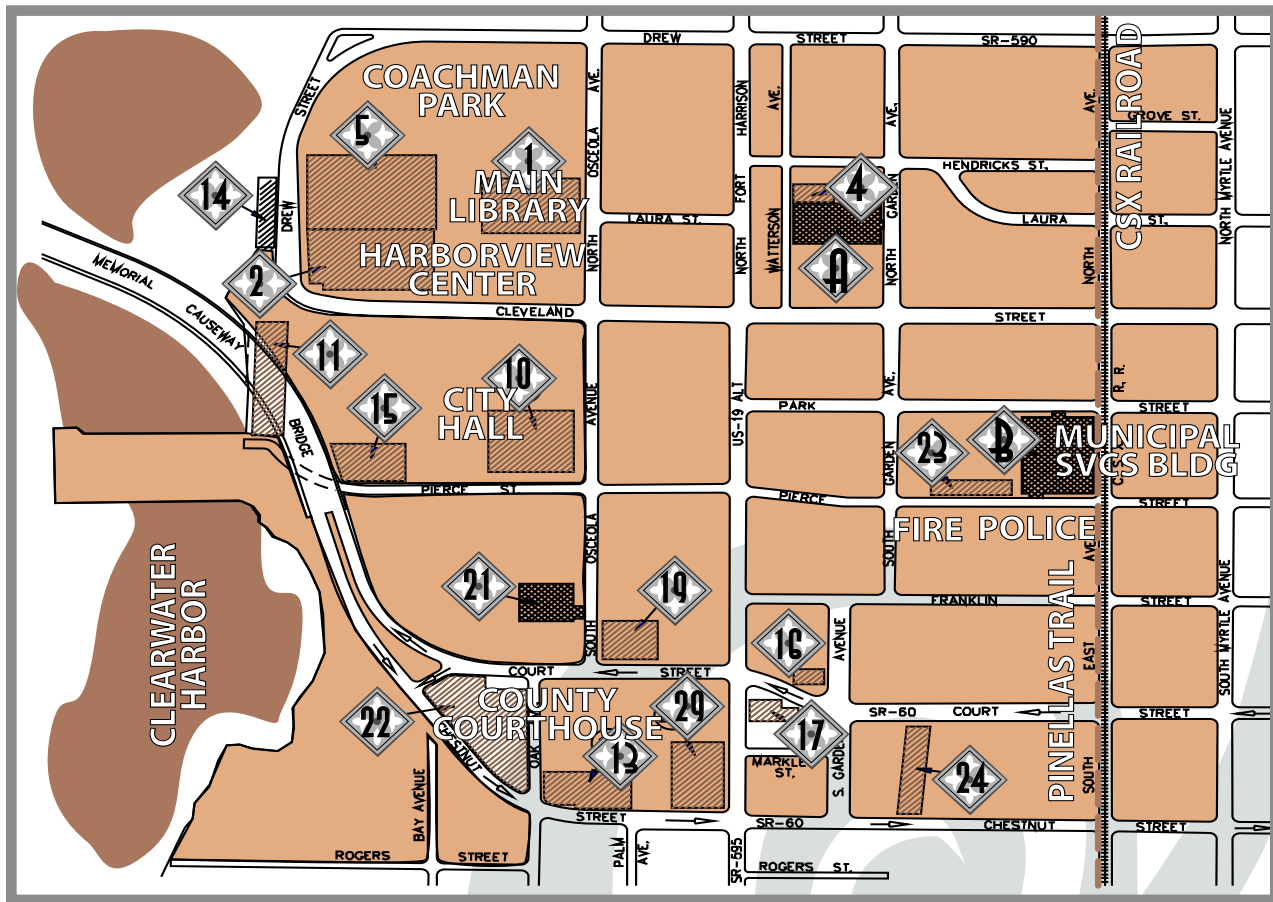 DREW
STREET
SR-590
COACHMAN
PARK
STREET
AVE.
HARRISON
AVE.
AVE.
AVE.
CSX RAILROAD
GROVE ST.
NORTH MYRTLE AVENUE
5
1
OSCEOLA
HENDRICKS ST.
14
MAIN
LIBRARY
4
FORT
GARDEN
DREW
LAURA ST.
LAURA
ST.
HARBORVIEW
CENTER
NORTH
NORTH
WATTERSON
NORTH
NORTH
A
2
MEMORIAL
CAUSEWAY
CLEVELAND
STREET
11
10
15
CITY
HALL
AVENUE
US-19 ALT
AVE.
R. R.
PARK
STREET
BRIDGE
GARDEN
23
B
MUNICIPAL
SVCS BLDG
C.S.X.
PIERCE
ST.
PIERCE
STREET
OSCEOLA
SOUTH
FIRE
POLICE
AVE.
CLEARWATER
HARBOR
21
19
FRANKLIN
STREET
SOUTH MYRTLE AVENUE
SOUTH
16
AVENUE
EAST
PINELLAS TRAIL
COURT
STREET
COUNTY
COURTHOUSE
22
29
SR-60
COURT
STREET
CHESTNUT
OAK
13
17
MARKLE
ST.
S. GARDEN
24
SOUTH
BAY AVENUE
STREET
SR-60
CHESTNUT
STREET
ROGERS
STREET
PALM
AVE.
SR-595
ROGERS ST.